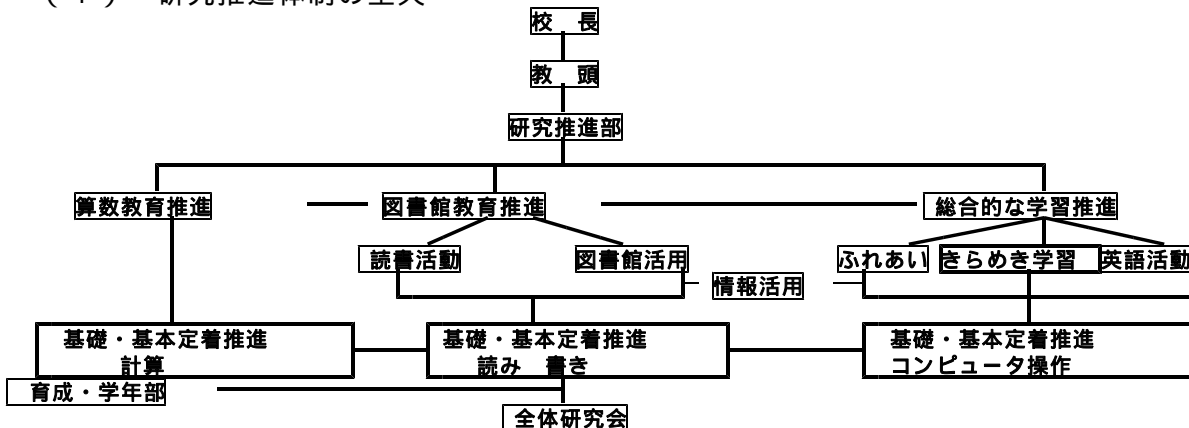 (4) 研究推進体制の工夫
校　長
教　頭
研究推進部
算数教育推進　図書館教育推進　総合的な学習推進
読書活動　図書館活用　ふれあい　きらめき学習　英語活動
情報活用
基礎・基本定着推進
計算
基礎・基本定着推進
読み　書き
基礎・基本定着推進
コンピュータ操作
育成・学年部
全体研究会